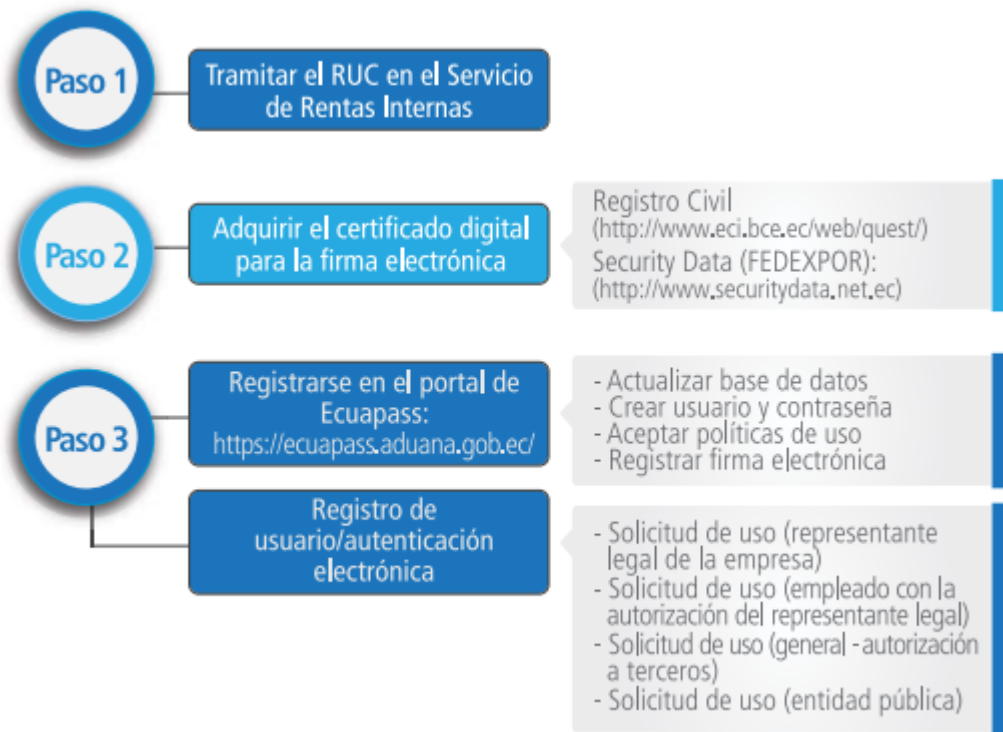 Paso 1
Tramitar el RUC en el Servicio
de Rentas Internas
Paso 2
Adquirir el certificado digital
para la firma electrónica
Registro Civil
(http://www.eci.bce.ec/web/quest/)
Security Data (FEDEXPOR):
(http://www.securitydata.net.ec)
Paso 3
Registrarse en el portal de
Ecuapass:
https://ecuapass.aduana.gob.ec/
- Actualizar base de datos
- Crear usuario y contraseña
- Aceptar políticas de uso
- Registrar firma electrónica
Registro de
usuario/autenticación
electrónica
- Solicitud de uso (representante
legal de la empresa)
- Solicitud de uso (empleado con la
autorización del representante legal)
- Solicitud de uso (general - autorización
a terceros)
- Solicitud de uso (entidad pública)